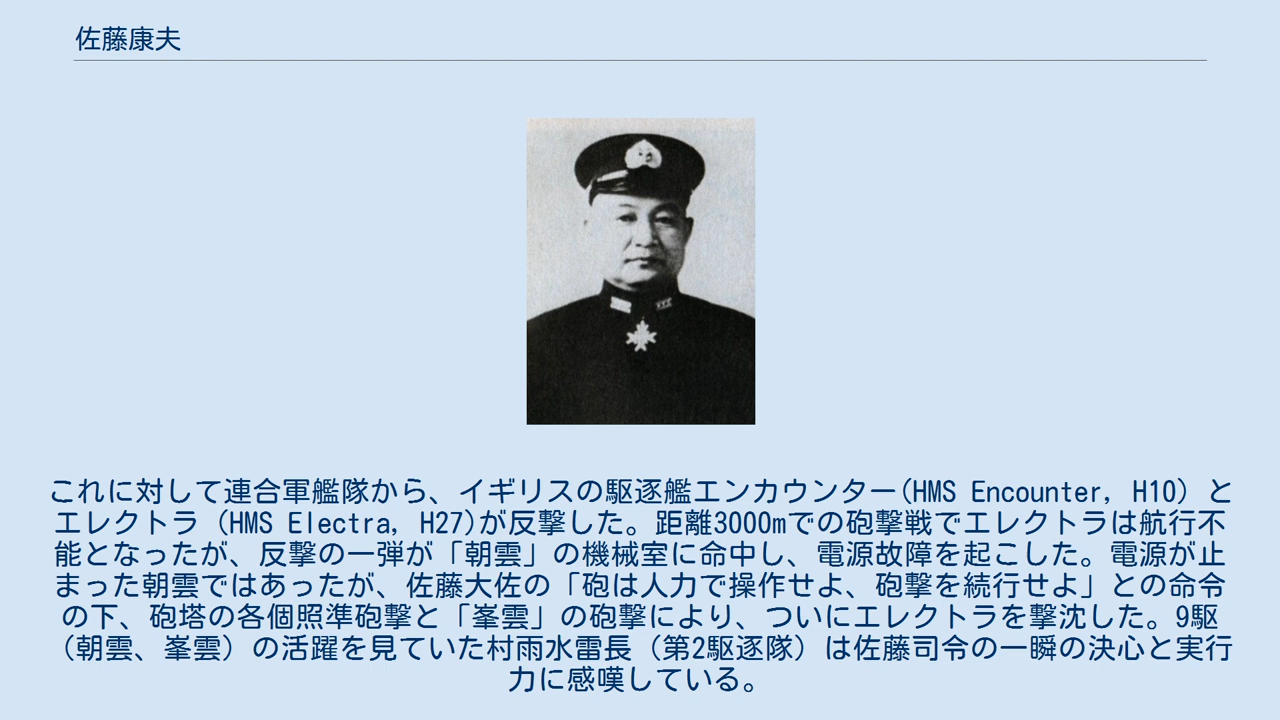 佐藤康夫
これに対して連合軍艦隊から、イギリスの駆逐艦エンカウンター(HMS Encounter, H10) と
エレクトラ (HMS Electra, H27)が反撃した。距離3000mでの砲撃戦でエレクトラは航行不
能となったが、反撃の一弾が「朝雲」の機械室に命中し、電源故障を起こした。電源が止
まった朝雲ではあったが、佐藤大佐の「砲は人力で操作せよ、砲撃を続行せよ」との命令
の下、砲塔の各個照準砲撃と「峯雲」の砲撃により、ついにエレクトラを撃沈した。9駆
（朝雲、峯雲）の活躍を見ていた村雨水雷長（第2駆逐隊）は佐藤司令の一瞬の決心と実行
力に感嘆している。